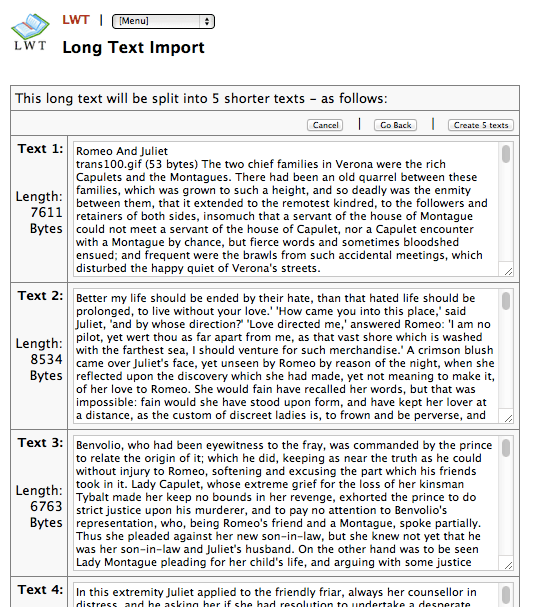 LWT | [Menu]
LWT
Long Text Import
This long text will be split into 5 shorter texts – as follows:
Cancel | Go Back | Create 5 texts
Text 1:
Length:
7611
Bytes
Romeo And Juliet
trans100.gif (53 bytes) The two chief families in Verona were the rich
Capulets and the Montagues. There had been an old quarrel between these
families, which was grown to such a height, and so deadly was the enmity
between them, that it extended to the remotest kindred, to the followers and
retainers of both sides, insomuch that a servant of the house of Montague
could not meet a servant of the house of Capulet, nor a Capulet encounter
with a Montague by chance, but fierce words and sometimes bloodshed
ensued; and frequent were the brawls from such accidental meetings, which
disturbed the happy quiet of Verona's streets.
Text 2:
Length:
8534
Bytes
Better my life should be ended by their hate, than that hated life should be
prolonged, to live without your love.' 'How came you into this place,' said
Juliet, 'and by whose direction?' 'Love directed me,' answered Romeo: 'I am no
pilot, yet wert thou as far apart from me, as that vast shore which is washed
with the farthest sea, I should venture for such merchandise.' A crimson blush
came over Juliet's face, yet unseen by Romeo by reason of the night, when she
reflected upon the discovery which she had made, yet not meaning to make it,
of her love to Romeo. She would fain have recalled her words, but that was
impossible: fain would she have stood upon form, and have kept her lover at
a distance, as the custom of discreet ladies is, to frown and be perverse, and
Text 3:
Length:
6763
Bytes
Benvolio, who had been eyewitness to the fray, was commanded by the prince
to relate the origin of it; which he did, keeping as near the truth as he could
without injury to Romeo, softening and excusing the part which his friends
took in it. Lady Capulet, whose extreme grief for the loss of her kinsman
Tybalt made her keep no bounds in her revenge, exhorted the prince to do
strict justice upon his murderer, and to pay no attention to Benvolio's
representation, who, being Romeo's friend and a Montague, spoke partially.
Thus she pleaded against her new son-in-law, but she knew not yet that he
was her son-in-law and Juliet's husband. On the other hand was to be seen
Lady Montague pleading for her child's life, and arguing with some justice
Text 4:
In this extremity Juliet applied to the friendly friar, always her counsellor in
distress, and he asking her if she had resolution to undertake a desperate